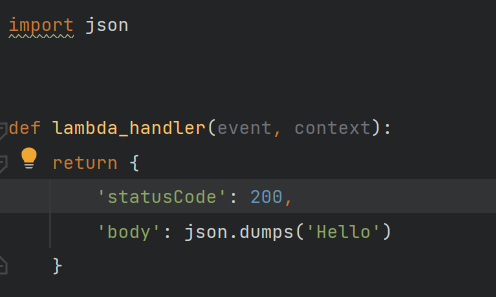 import json
def lambda_handler(event, context):
    return {
        'statusCode': 200,
        'body': json.dumps('Hello')
    }